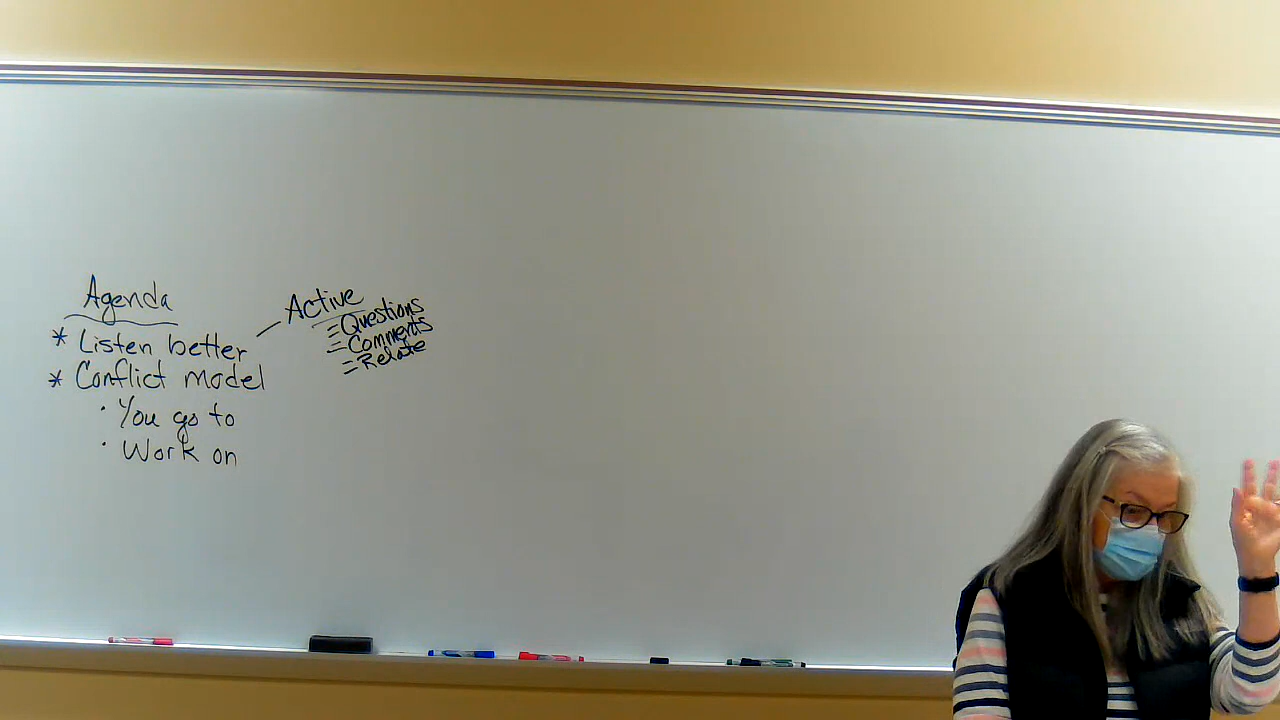 Agenda
* Listen better
* Conflict model
· You go to
· Work on
Active
= Questions
= Comments
= Relate